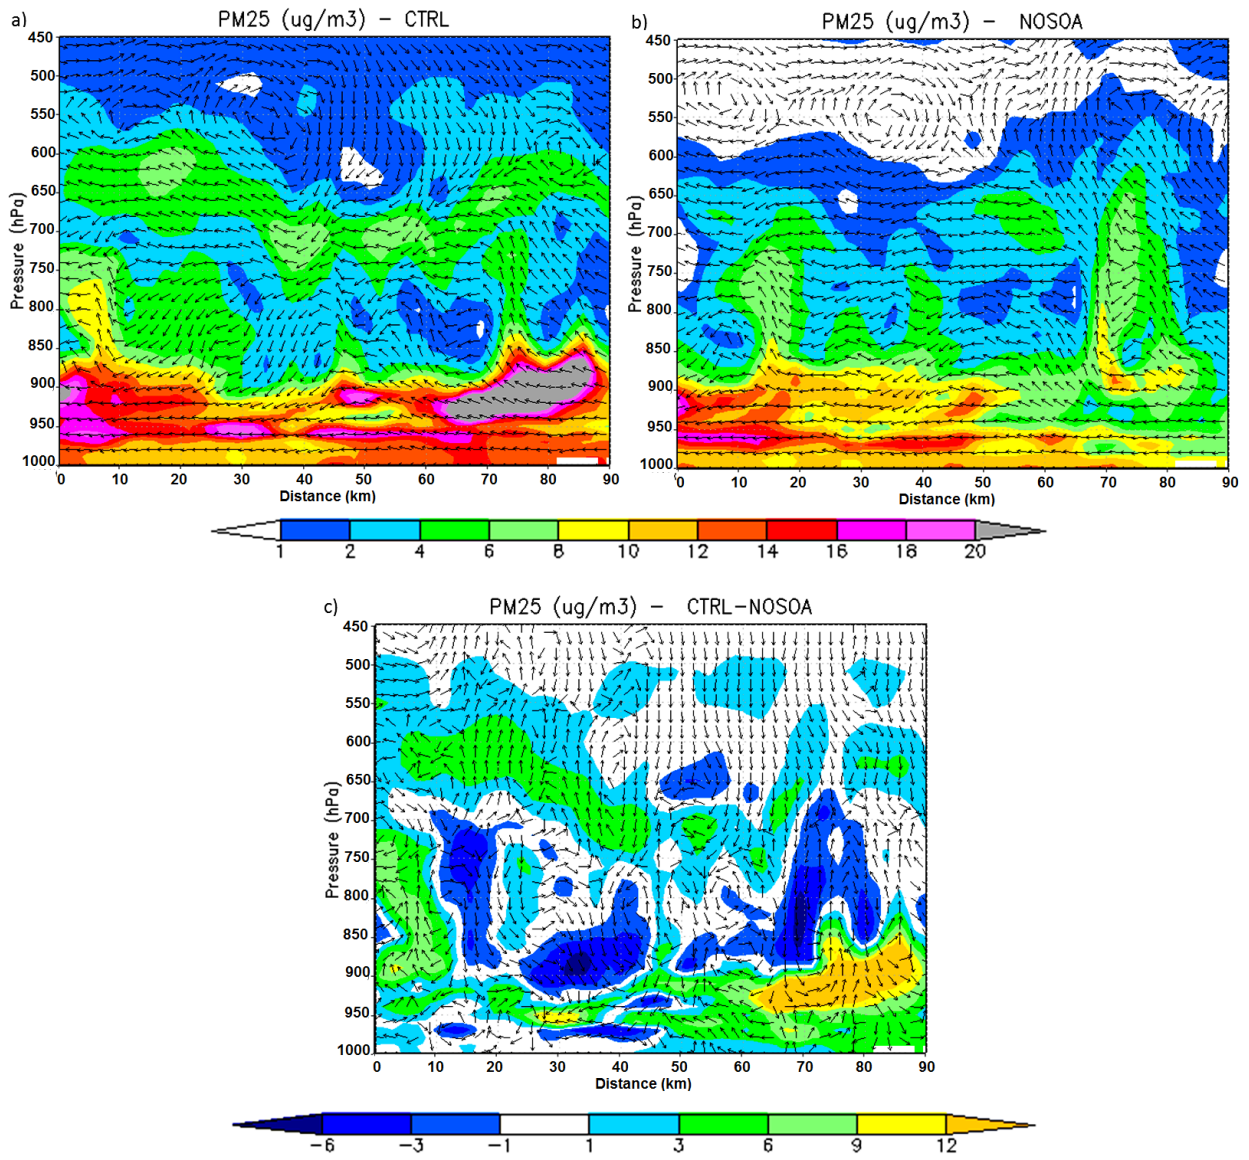 a) PM25 (ug/m3) - CTRL
450
500
550
600
650
700
750
800
850
900
950
1000
Pressure (hPa)
0 10 20 30 40 50 60 70 80 90
Distance (km)
b) PM25 (ug/m3) - NOSOA
450
500
550
600
650
700
750
800
850
900
950
1000
Pressure (hPa)
0 10 20 30 40 50 60 70 80 90
Distance (km)
1 2 4 6 8 10 12 14 16 18 20
c) PM25 (ug/m3) - CTRL-NOSOA
450
500
550
600
650
700
750
800
850
900
950
1000
Pressure (hPa)
0 10 20 30 40 50 60 70 80 90
Distance (km)
-6 -3 -1 1 3 6 9 12